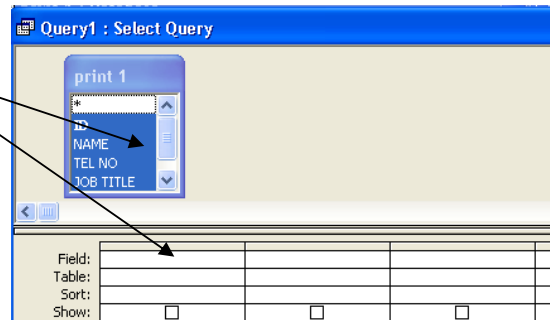 Query1 : Select Query
print 1
*
ID
NAME
TEL NO
JOB TITLE
Field:
Table:
Sort:
Show: